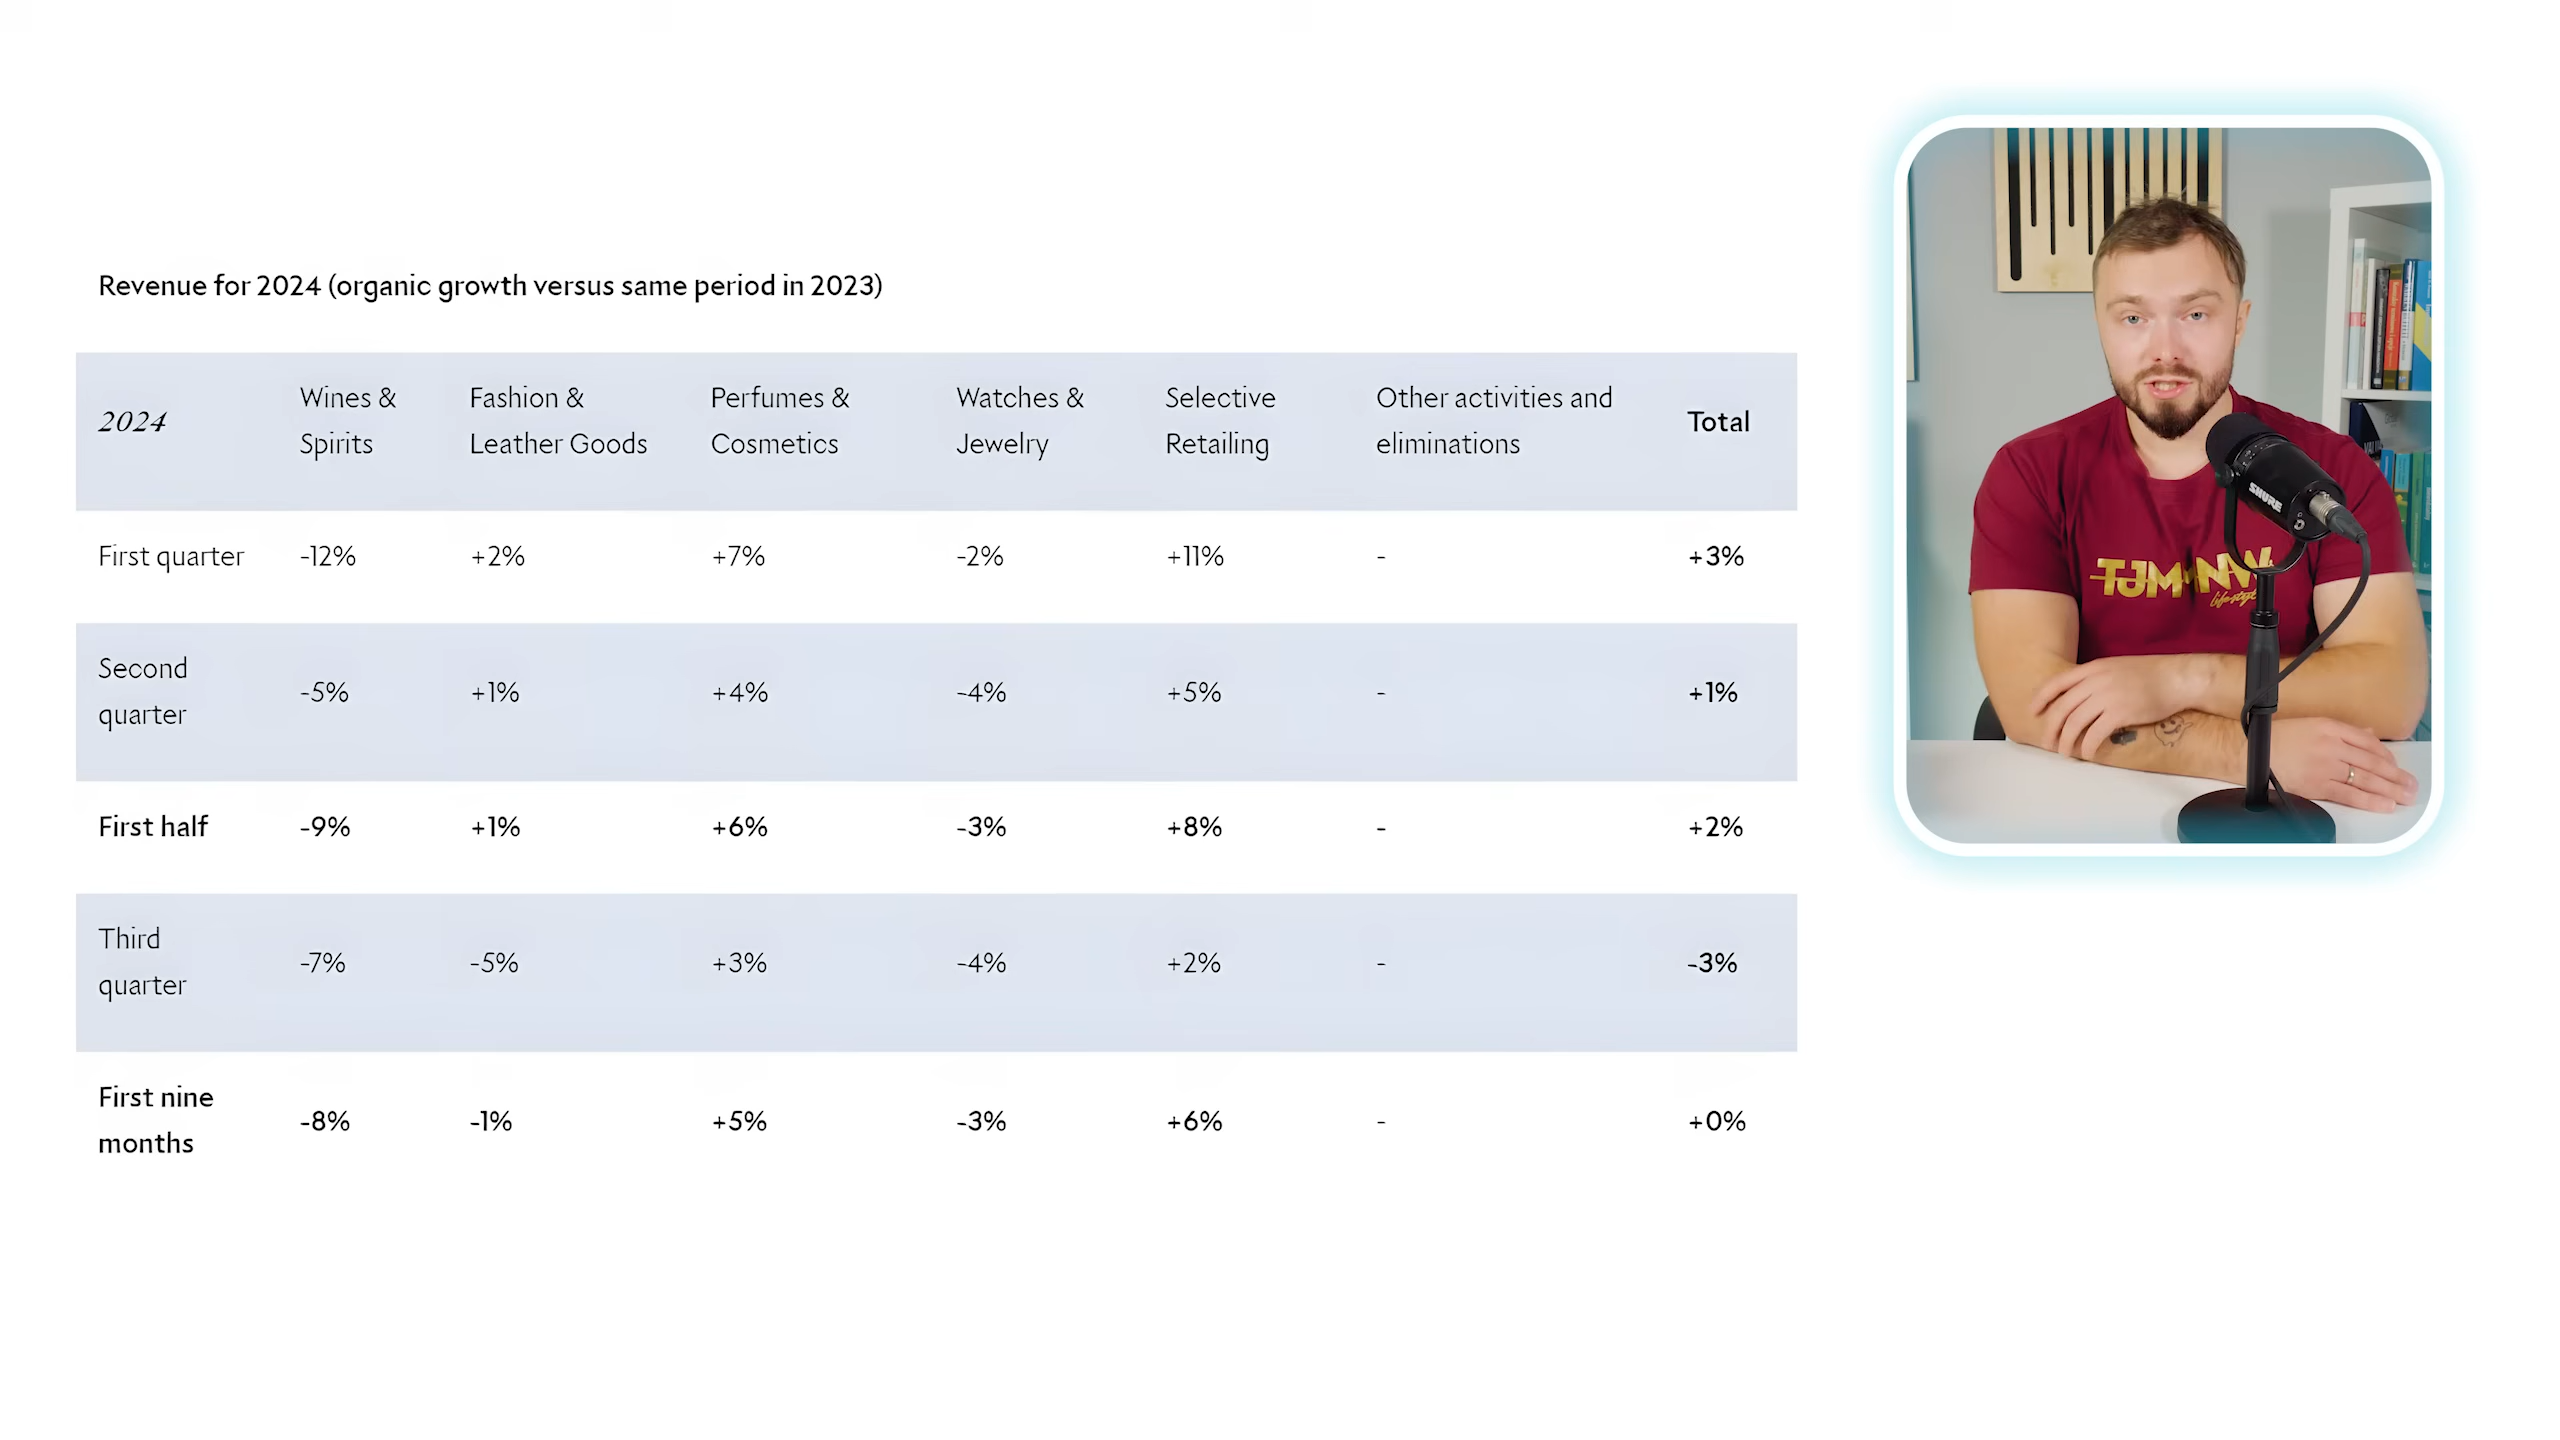 Revenue for 2024 (organic growth versus same period in 2023)
2024
Wines &
Spirits
Fashion &
Leather Goods
Perfumes &
Cosmetics
Watches &
Jewelry
Selective
Retailing
Other activities and
eliminations
Total
First quarter -12% +2% +7% -2% +11% - +3%
Second
quarter
-5% +1% +4% -4% +5% - +1%
First half -9% +1% +6% -3% +8% - +2%
Third
quarter
-7% -5% +3% -4% +2% - -3%
First nine
months
-8% -1% +5% -3% +6% - +0%
SHURE
lifestyle